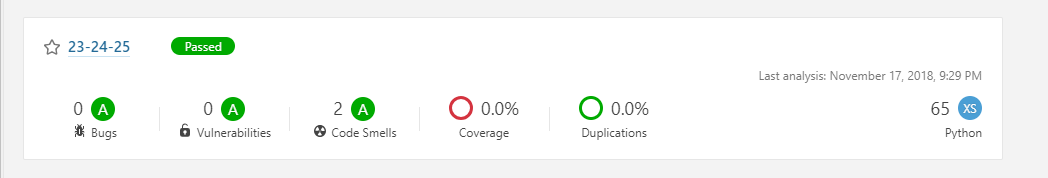 23-24-25 Passed
Last analysis: November 17, 2018, 9:29 PM
0 A 0 A 2 A 0.0% 0.0% 65 XS
Bugs Vulnerabilities Code Smells Coverage Duplications Python